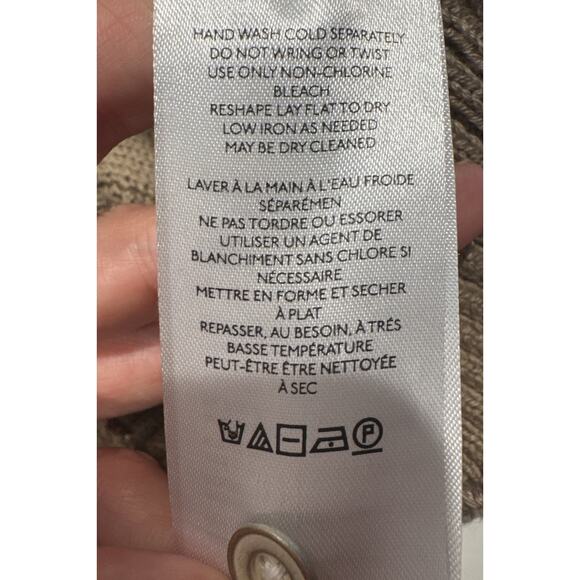 HAND WASH COLD SEPARATELY
DO NOT WRING OR TWIST
USE ONLY NON-CHLORINE
BLEACH
RESHAPE LAY FLAT TO DRY
LOW IRON AS NEEDED
MAY BE DRY CLEANED
LAVER À LA MAIN À L'EAU FROIDE
SÉPARÉMEN
NE PAS TORDRE OU ESSORER
UTILISER UN AGENT DE
BLANCHIMENT SANS CHLORE SI
NÉCESSAIRE
METTRE EN FORME ET SECHER
À PLAT
REPASSER, AU BESOIN, À TRÉS
BASSE TEMPÉRATURE
PEUT-ÊTRE ÊTRE NETTOYÉE
À SEC
P